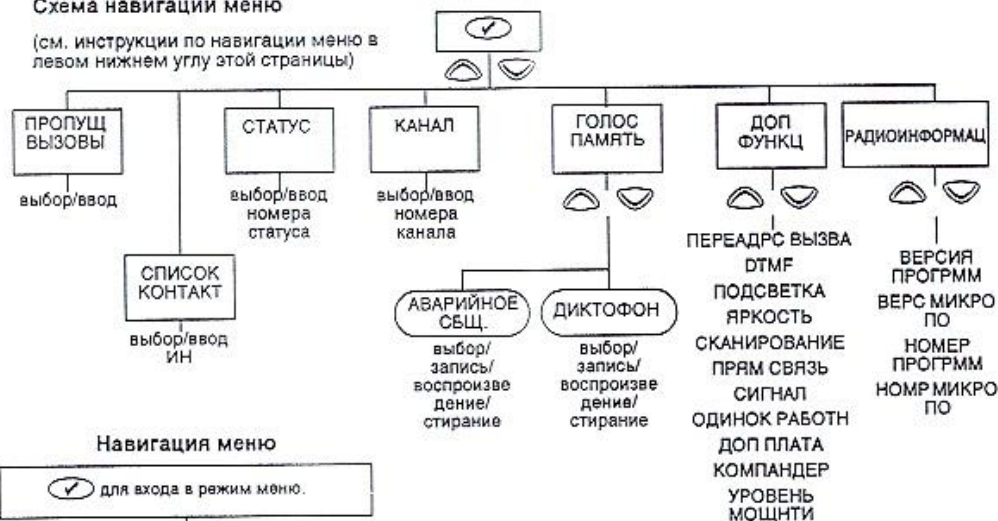 Схема навигации меню
(см. инструкции по навигации меню в
левом нижнем углу этой страницы)
ПРОПУЩ
ВЫЗОВЫ
выбор/ввод
СПИСОК
КОНТАКТ
выбор/ввод
ИН
СТАТУС
выбор/ввод
номера
статуса
КАНАЛ
выбор/ввод
номера
канала
ГОЛОС
ПАМЯТЬ
АВАРИЙНОЕ
СБЩ.
выбор/
запись/
воспроизве
дение/
стирание
ДИКТОФОН
выбор/
запись/
воспроизве
дение/
стирание
ДОП
ФУНКЦ
ПЕРЕАДРС ВЫЗВА
DTMF
ПОДСВЕТКА
ЯРКОСТЬ
СКАНИРОВАНИЕ
ПРЯМ СВЯЗЬ
СИГНАЛ
ОДИНОК РАБОТН
ДОП ПЛАТА
КОМПАНДЕР
УРОВЕНЬ
МОЩНТИ
РАДИОИНФОРМАЦ
ВЕРСИЯ
ПРОГРММ
ВЕРС МИКРО
ПО
НОМЕР
ПРОГРММ
НОМР МИКРО
ПО
Навигация меню
для входа в режим меню.